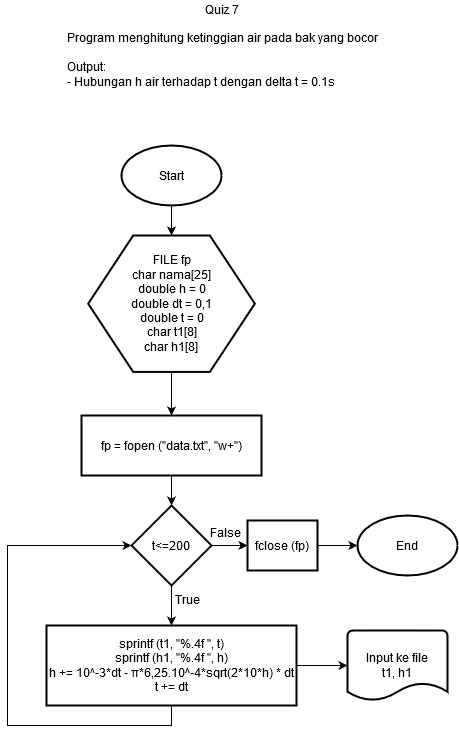 Quiz 7
Program menghitung ketinggian air pada bak yang bocor
Output:
- Hubungan h air terhadap t dengan delta t = 0.1s
Start
FILE fp
char nama[25]
double h = 0
double dt = 0,1
double t = 0
char t1[8]
char h1[8]
fp = fopen ("data.txt", "w+")
t<=200
False
fclose (fp)
End
True
sprintf (t1, "%.4f", t)
sprintf (h1, "%.4f", h)
h += 10^-3*dt - π*6,25.10^-4*sqrt(2*10*h) * dt
t += dt
Input ke file
t1, h1